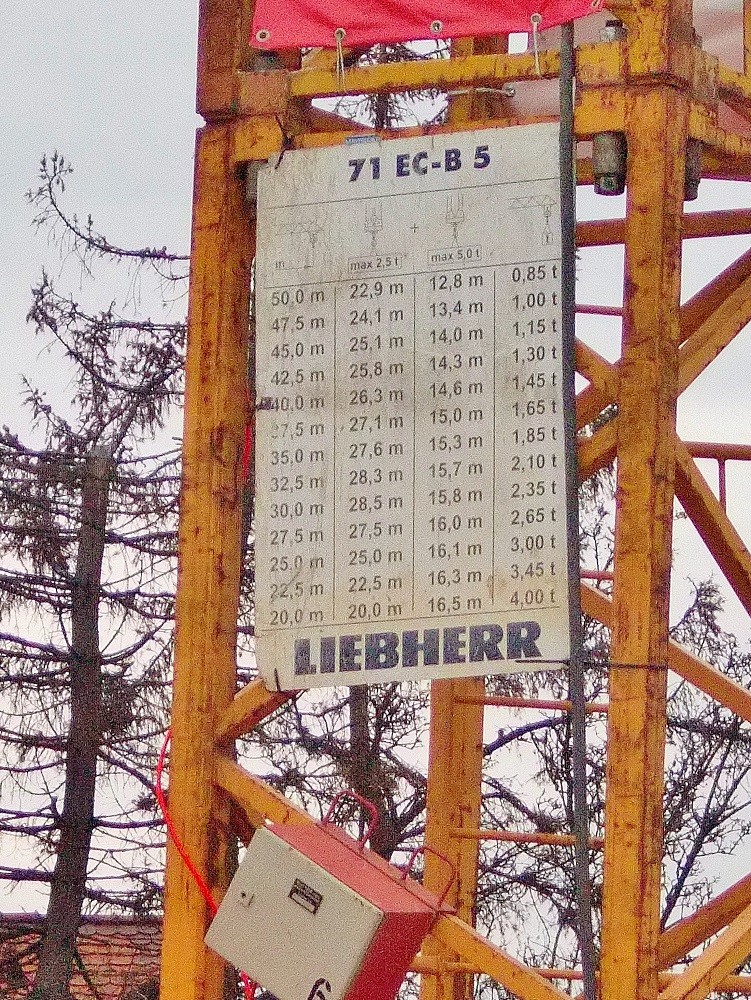 71 EC-B 5
m max 2,5 t + max 5,0 t
50,0 m 22,9 m 12,8 m 0,85 t
47,5 m 24,1 m 13,4 m 1,00 t
45,0 m 25,1 m 14,0 m 1,15 t
42,5 m 25,8 m 14,3 m 1,30 t
40,0 m 26,3 m 14,6 m 1,45 t
37,5 m 27,1 m 15,0 m 1,65 t
35,0 m 27,6 m 15,3 m 1,85 t
32,5 m 28,3 m 15,7 m 2,10 t
30,0 m 28,5 m 15,8 m 2,35 t
27,5 m 27,5 m 16,0 m 2,65 t
25,0 m 25,0 m 16,1 m 3,00 t
22,5 m 22,5 m 16,3 m 3,45 t
20,0 m 20,0 m 16,5 m 4,00 t
LIEBHERR